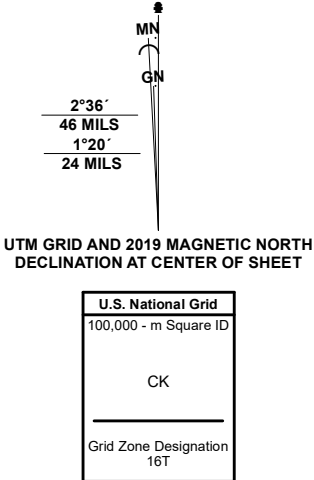 MN
GN
2°36´
46 MILS
1°20´
24 MILS
UTM GRID AND 2019 MAGNETIC NORTH
DECLINATION AT CENTER OF SHEET
U.S. National Grid
100,000 - m Square ID
CK
Grid Zone Designation
16T